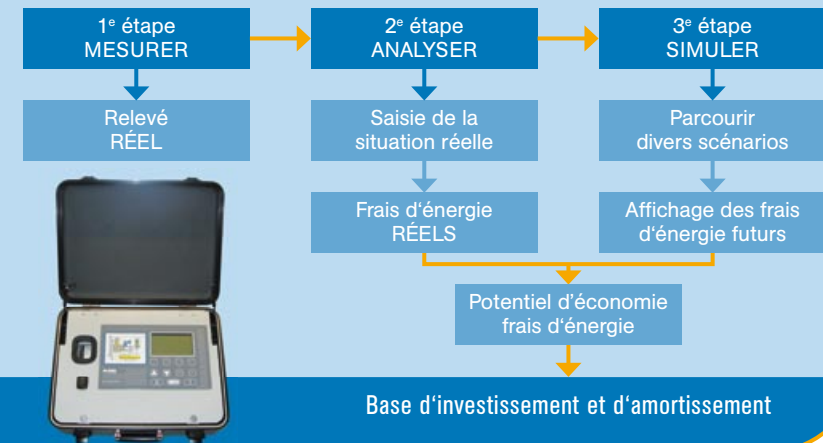 1e étape
MESURER
2e étape
ANALYSER
3e étape
SIMULER
Relevé
RÉEL
Saisie de la
situation réelle
Parcourir
divers scénarios
Frais d‘énergie
RÉELS
Affichage des frais
d‘énergie futurs
Potentiel d’économie
frais d‘énergie
Base d‘investissement et d‘amortissement